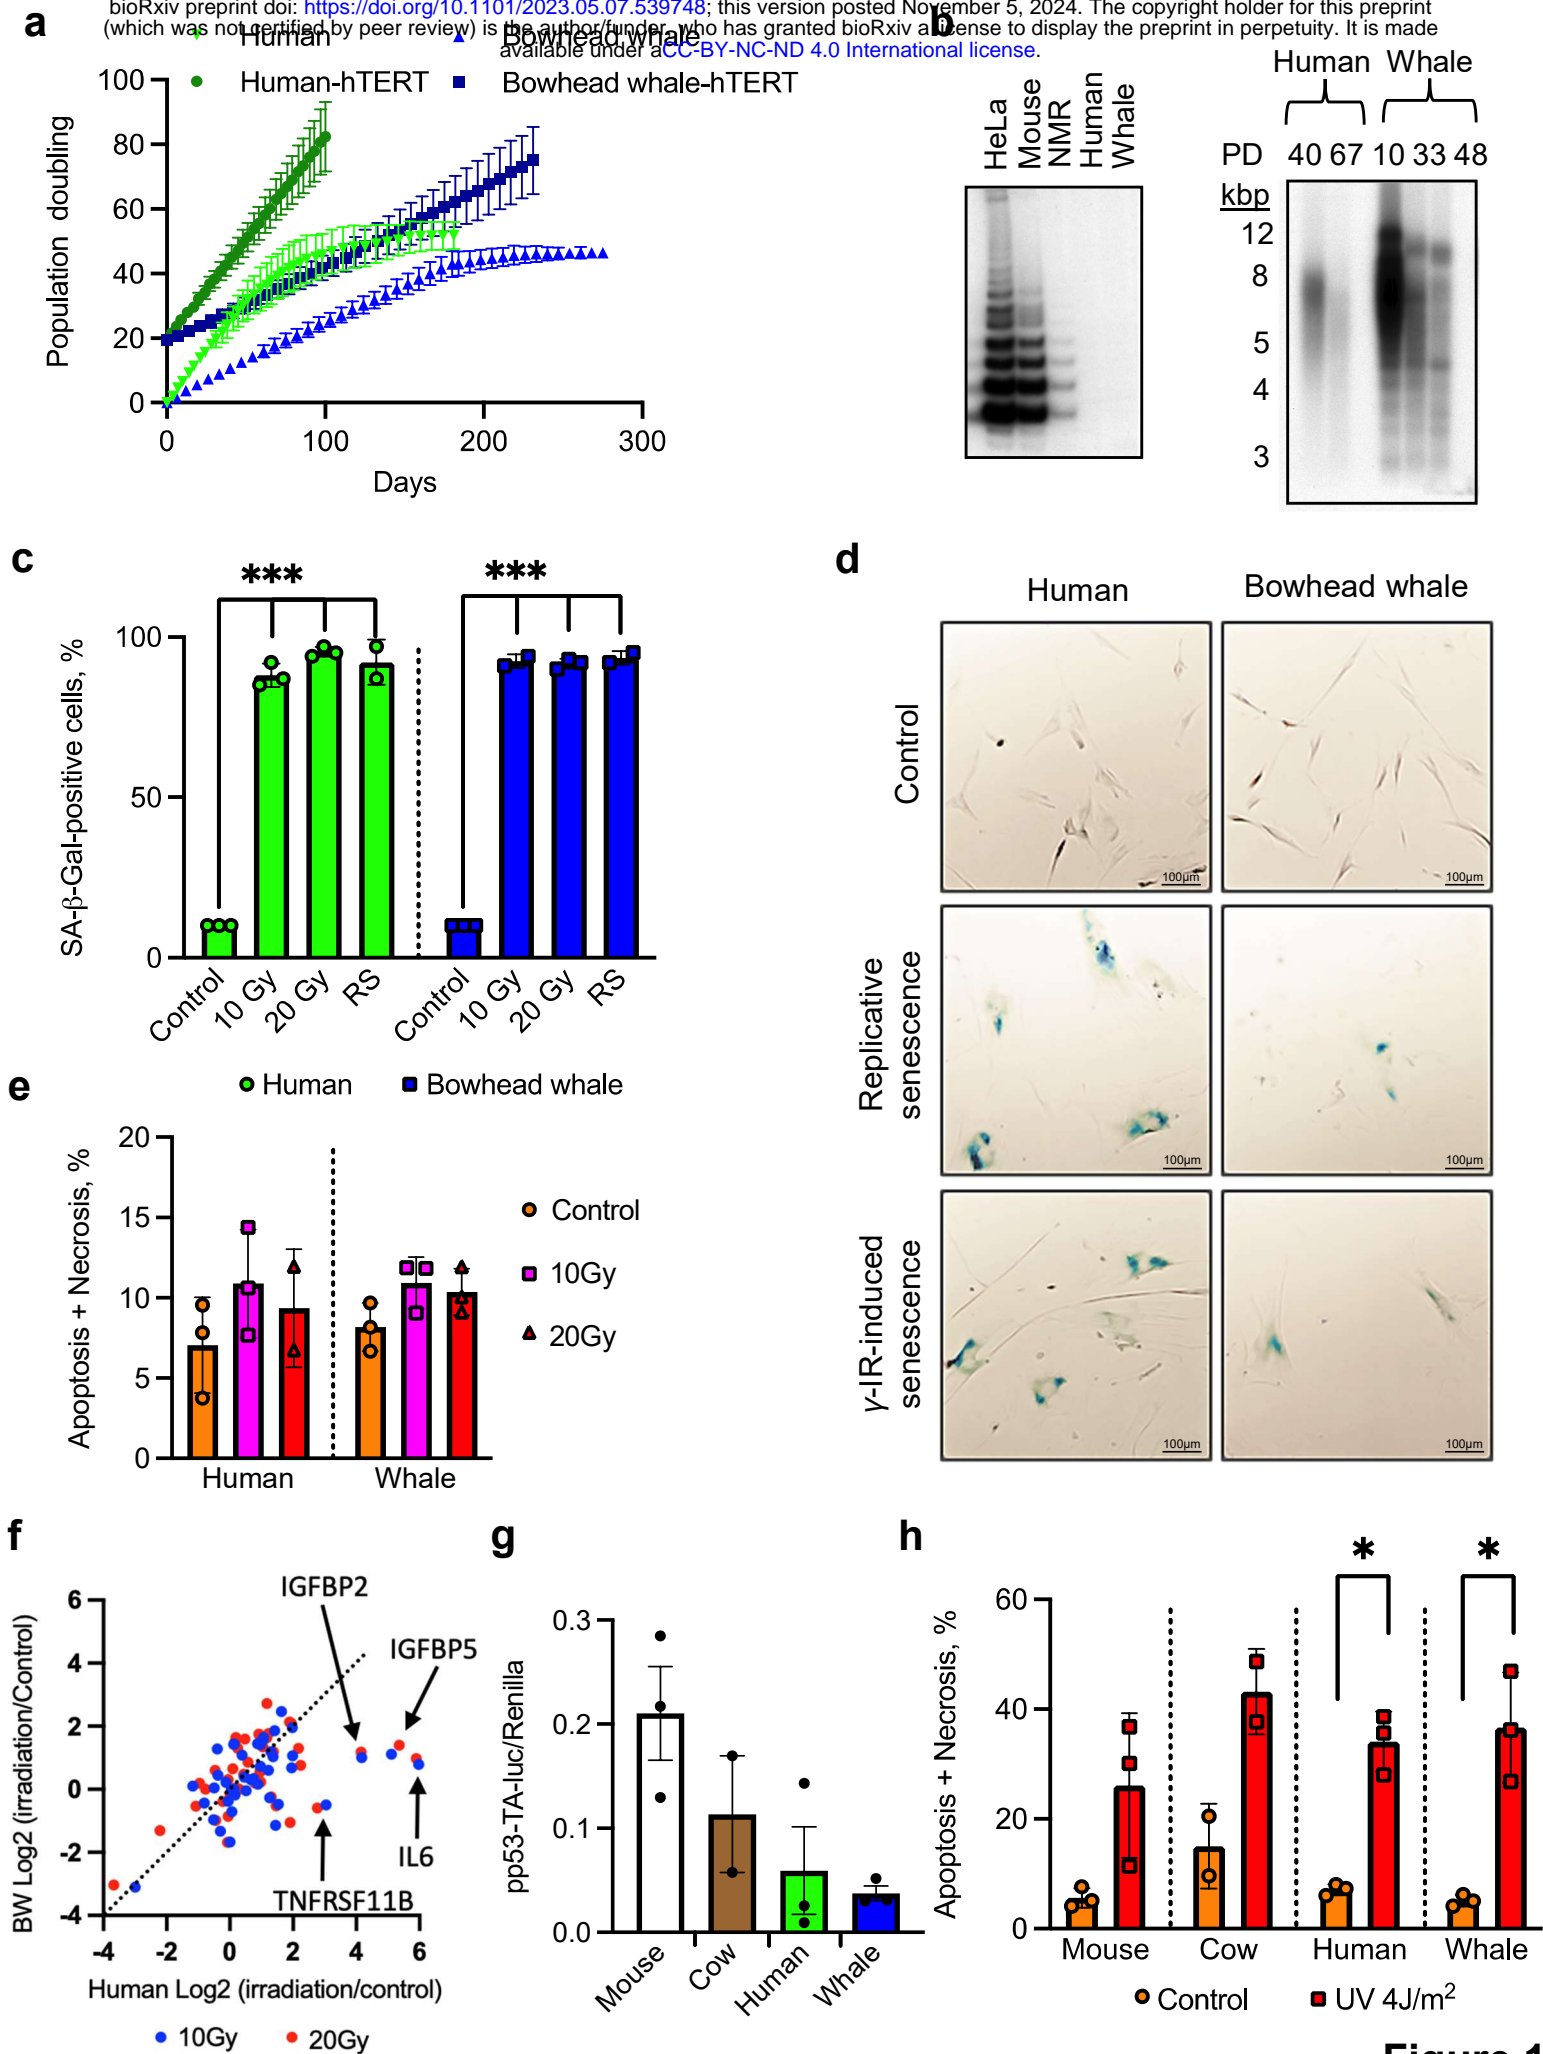 bioRxiv preprint doi: https://doi.org/10.1101/2023.05.07.539748; this version posted November 5, 2024. The copyright holder for this preprint
(which was not certified by peer review) is the author/funder, who has granted bioRxiv a license to display the preprint in perpetuity. It is made
available under aCC-BY-NC-ND 4.0 International license.
a
Human
Bowhead whale
Human-hTERT
Bowhead whale-hTERT
Population doubling
100
80
60
40
20
0
0 100 200 300
Days
b
HeLa
Mouse
NMR
Human
Whale
Human Whale
PD 40 67 10 33 48
kbp
12
8
5
4
3
c
*** ***
SA-β-Gal-positive cells, %
100
50
0
Control 10 Gy 20 Gy RS Control 10 Gy 20 Gy RS
Human Bowhead whale
d
Human Bowhead whale
Control
100μm 100μm
Replicative
senescence
100μm 100μm
γ-IR-induced
senescence
100μm 100μm
e
Apoptosis + Necrosis, %
20
15
10
5
0
Human Whale
Control
10Gy
20Gy
f
IGFBP2
IGFBP5
IL6
TNFRSF11B
BW Log2 (irradiation/Control)
6
4
2
0
-2
-4
-4 -2 0 2 4 6
Human Log2 (irradiation/control)
10Gy 20Gy
g
pp53-TA-luc/Renilla
0.3
0.2
0.1
0.0
Mouse Cow Human Whale
h
* *
Apoptosis + Necrosis, %
60
40
20
0
Mouse Cow Human Whale
Control UV 4J/m2
Figure 1